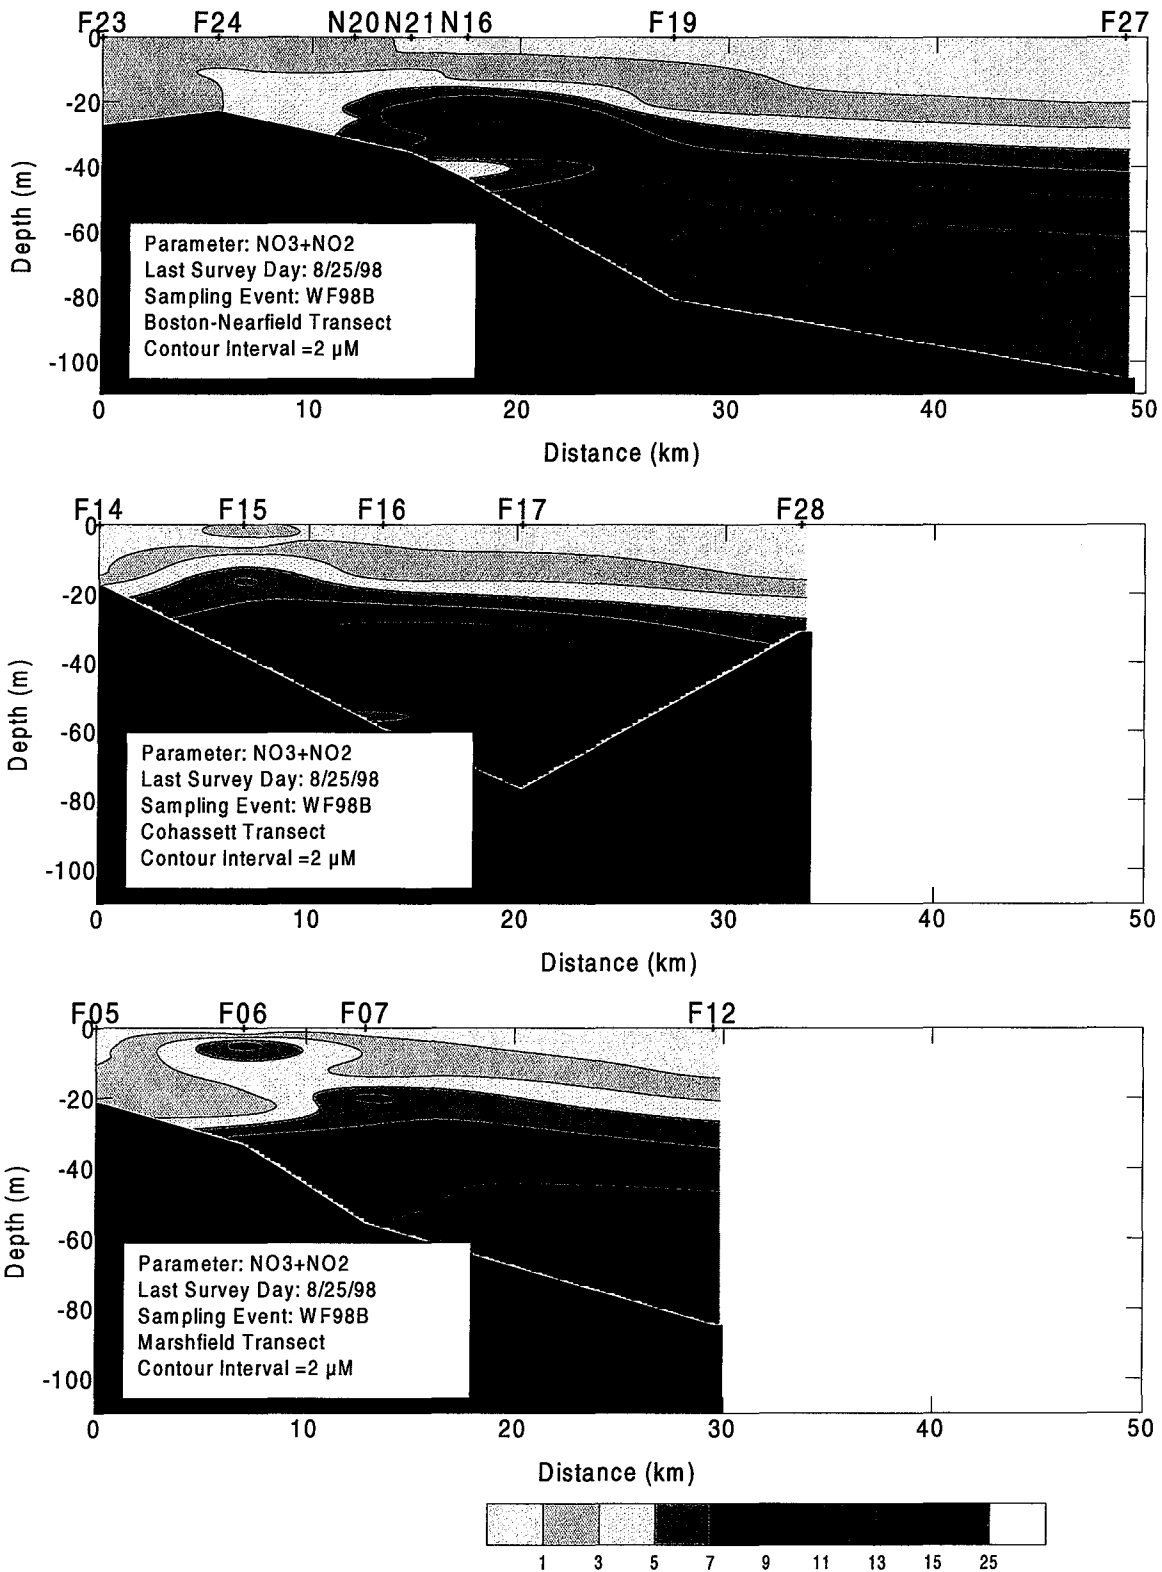 F23 F24 N20 N21 N16 F19 F27
0
-20
-40
-60
-80
-100
Depth (m)
Parameter: NO3+NO2
Last Survey Day: 8/25/98
Sampling Event: WF98B
Boston-Nearfield Transect
Contour Interval =2 µM
0 10 20 30 40 50
Distance (km)
F14 F15 F16 F17 F28
0
-20
-40
-60
-80
-100
Depth (m)
Parameter: NO3+NO2
Last Survey Day: 8/25/98
Sampling Event: WF98B
Cohassett Transect
Contour Interval =2 µM
0 10 20 30 40 50
Distance (km)
F05 F06 F07 F12
0
-20
-40
-60
-80
-100
Depth (m)
Parameter: NO3+NO2
Last Survey Day: 8/25/98
Sampling Event: WF98B
Marshfield Transect
Contour Interval =2 µM
0 10 20 30 40 50
Distance (km)
1 3 5 7 9 11 13 15 25